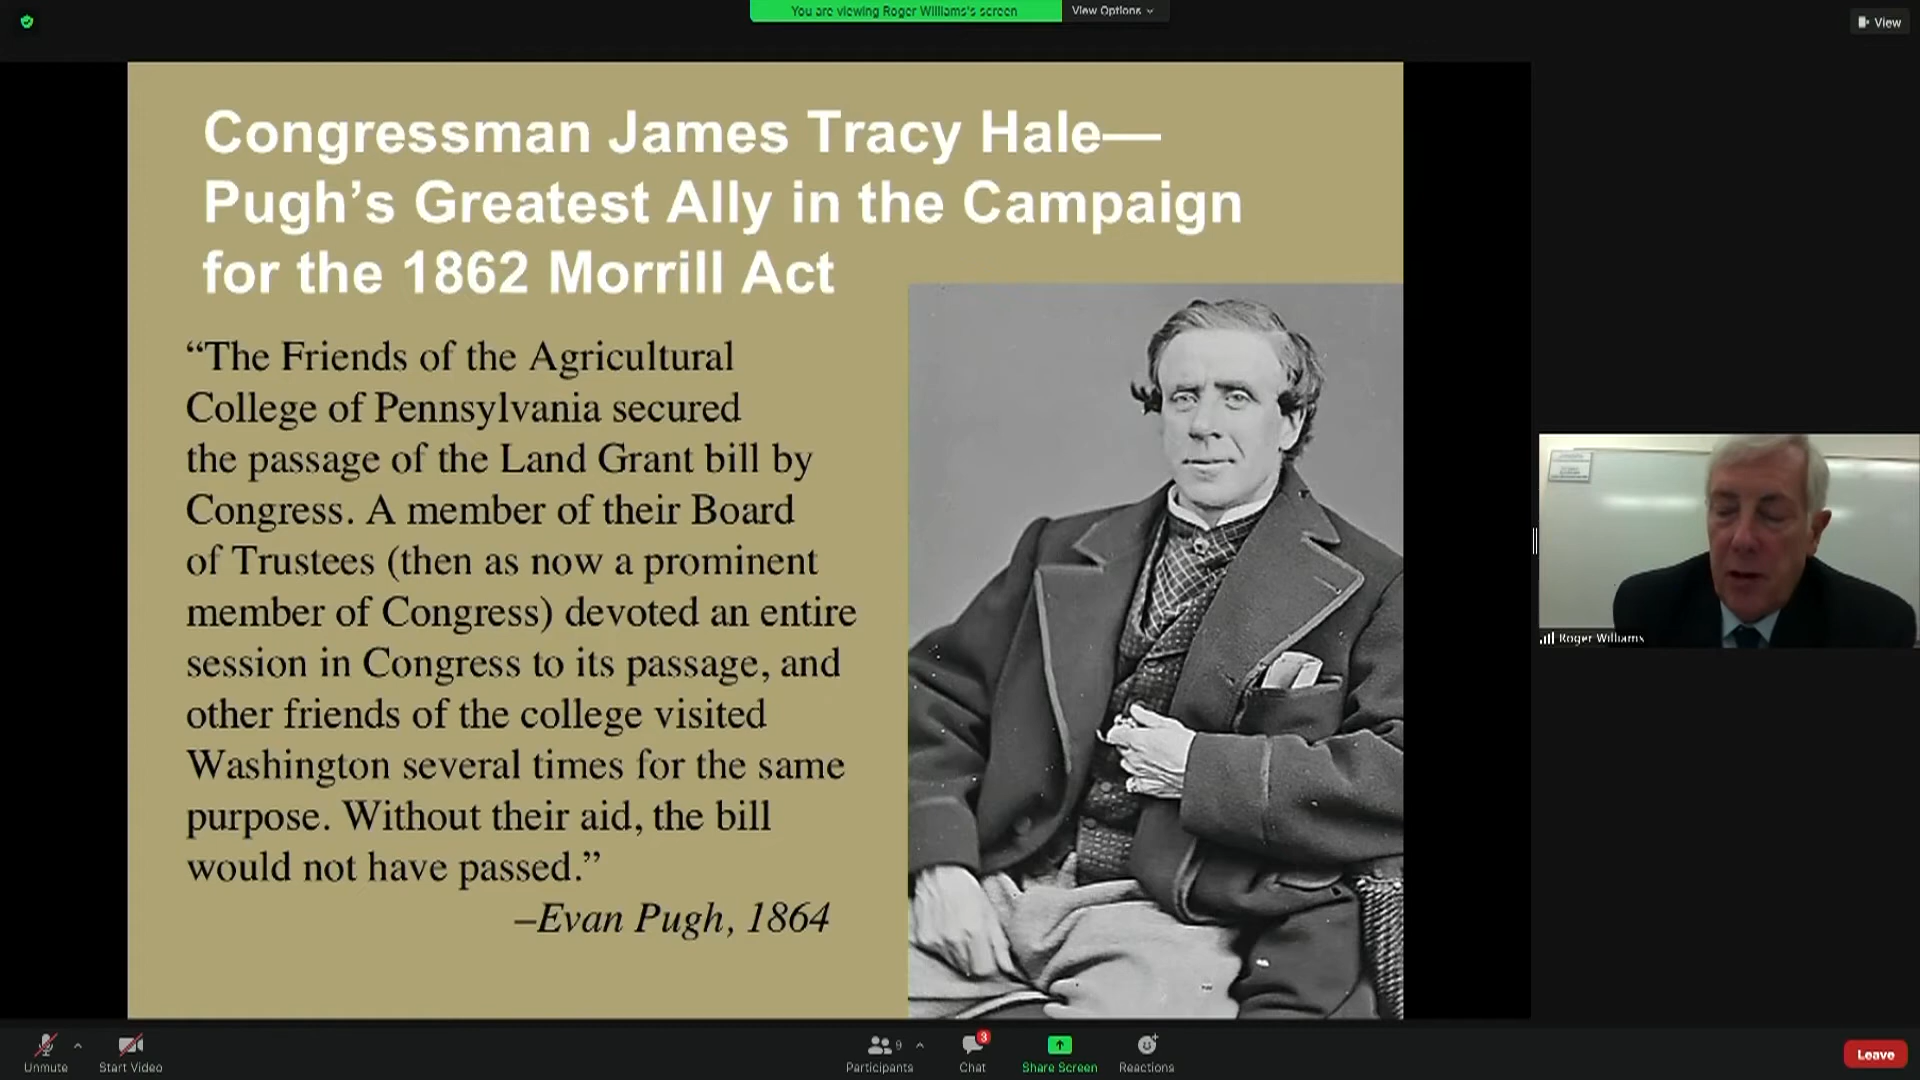 You are viewing Roger Williams's screen
View Options
View
Congressman James Tracy Hale—
Pugh’s Greatest Ally in the Campaign
for the 1862 Morrill Act
“The Friends of the Agricultural
College of Pennsylvania secured
the passage of the Land Grant bill by
Congress. A member of their Board
of Trustees (then as now a prominent
member of Congress) devoted an entire
session in Congress to its passage, and
other friends of the college visited
Washington several times for the same
purpose. Without their aid, the bill
would not have passed.”
–Evan Pugh, 1864
Roger Williams
Unmute
Start Video
9
Participants
3
Chat
Share Screen
Reactions
Leave